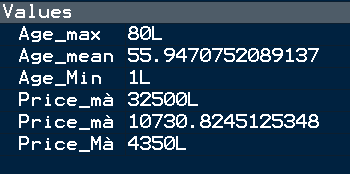 Values
Age_max 80L
Age_mean 55.9470752089137
Age_Min 1L
Price_mà 32500L
Price_mà 10730.8245125348
Price_Mà 4350L